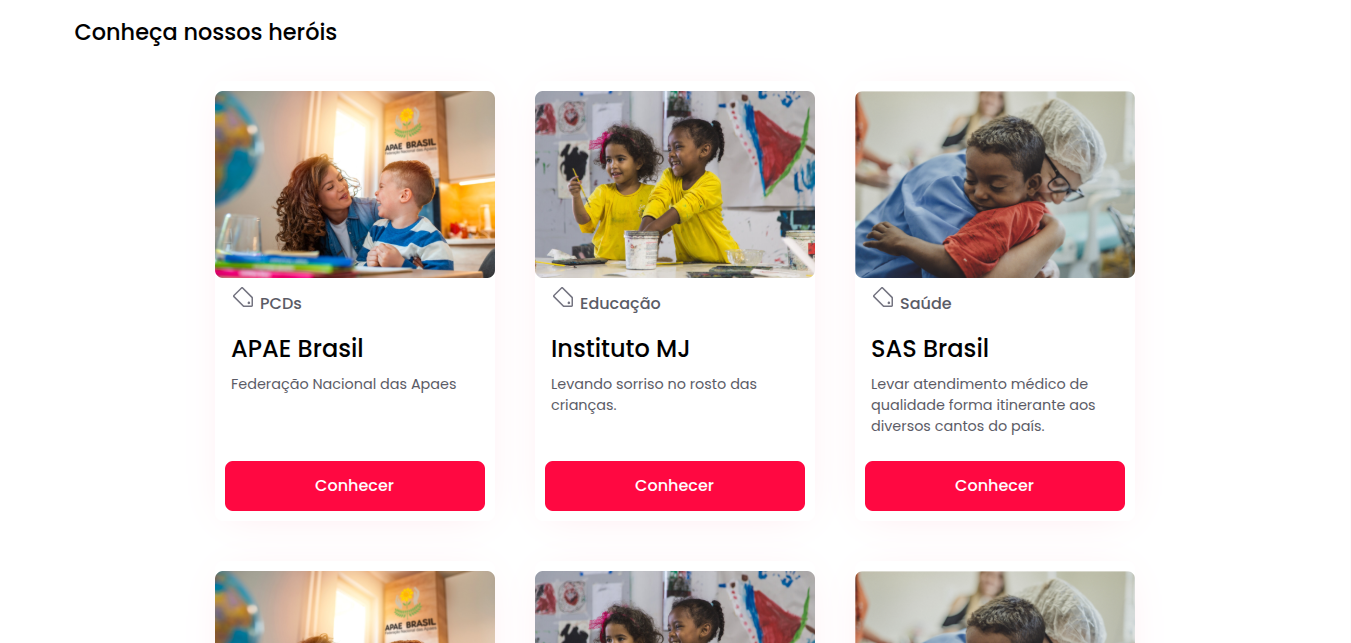 Conheça nossos heróis
APAE BRASIL
PCDs
Educação
Saúde
APAE Brasil
Instituto MJ
SAS Brasil
Federação Nacional das Apaes
Levando sorriso no rosto das
crianças.
Levar atendimento médico de
qualidade forma itinerante aos
diversos cantos do país.
Conhecer
Conhecer
Conhecer
APAE BRASIL